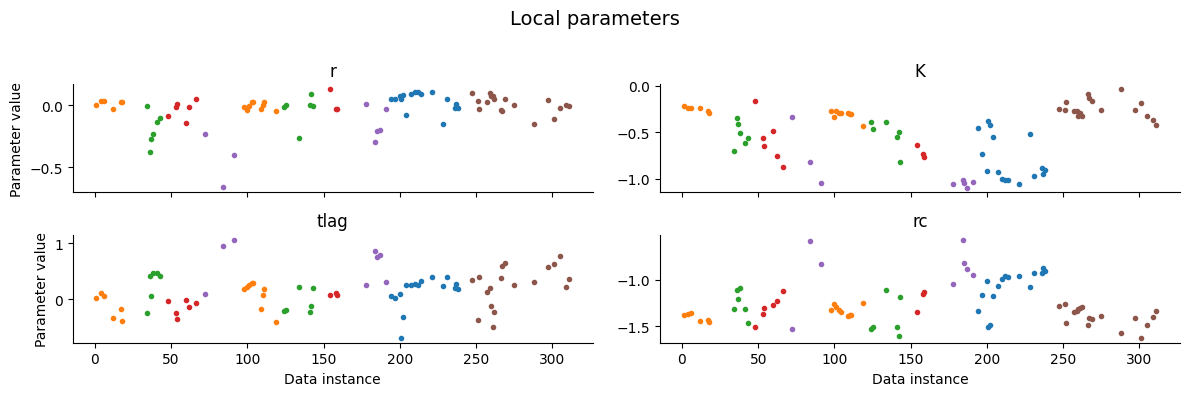 Local parameters
r
K
Parameter value
0.0
−0.5
0.0
−0.5
−1.0
tlag
rc
Parameter value
1
0
−1.0
−1.5
0 50 100 150 200 250 300
0 50 100 150 200 250 300
Data instance
Data instance